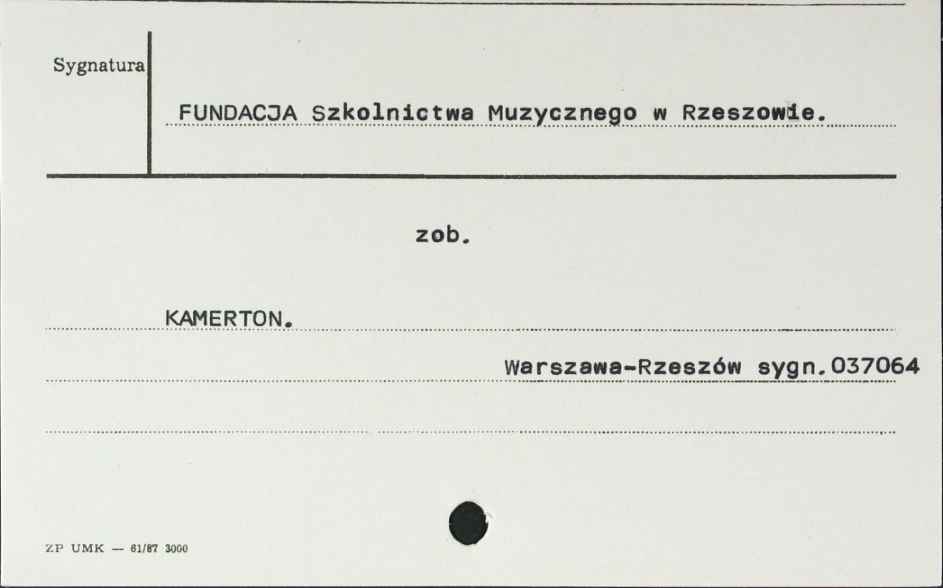 Sygnatura
FUNDACJA Szkolnictwa Muzycznego w Rzeszowie.
zob.
KAMERTON.
Warszawa-Rzeszów sygn.037064
ZP UMK — 61/87 3000